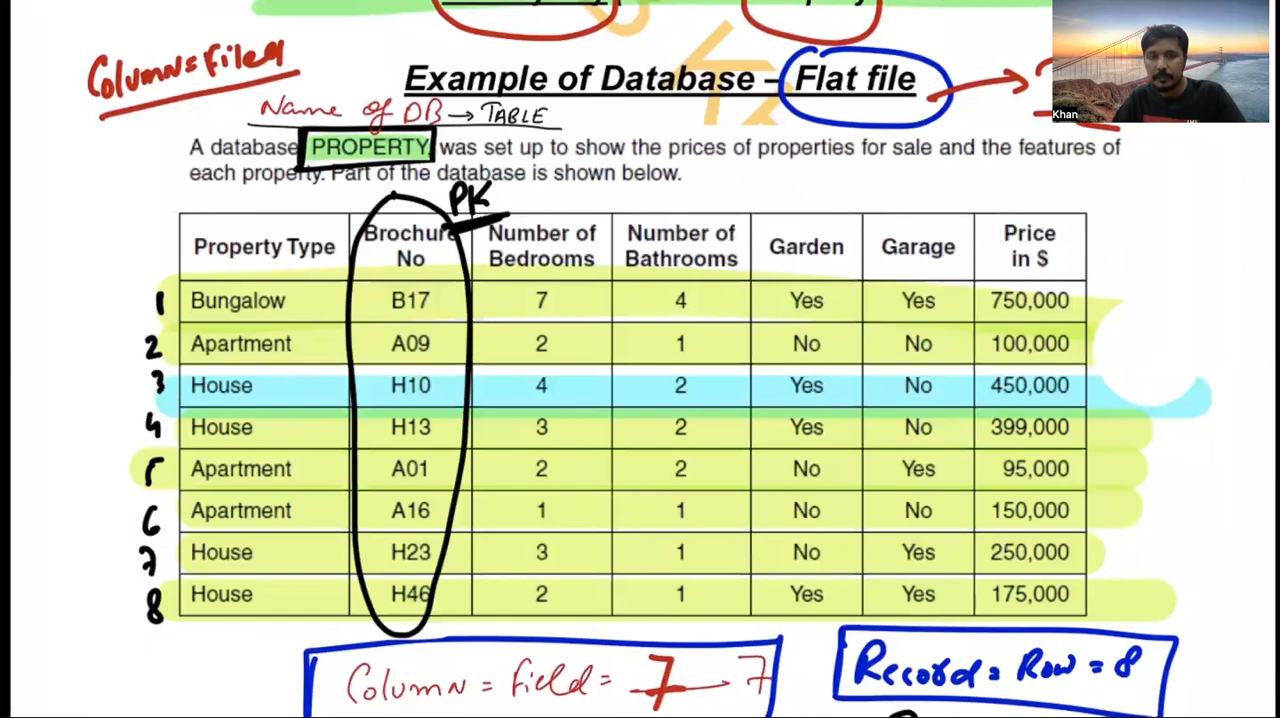 Column = Filed
Example of Database – Flat file
Name of DB → TABLE
A database PROPERTY was set up to show the prices of properties for sale and the features of
each property. Part of the database is shown below.
PK
Property Type Brochure No Number of Bedrooms Number of Bathrooms Garden Garage Price in $
1 Bungalow B17 7 4 Yes Yes 750,000
2 Apartment A09 2 1 No No 100,000
3 House H10 4 2 Yes No 450,000
4 House H13 3 2 Yes No 399,000
5 Apartment A01 2 2 No Yes 95,000
6 Apartment A16 1 1 No No 150,000
7 House H23 3 1 No Yes 250,000
8 House H46 2 1 Yes Yes 175,000
Column = Field = 7 → 7
Record = Row = 8
Khan